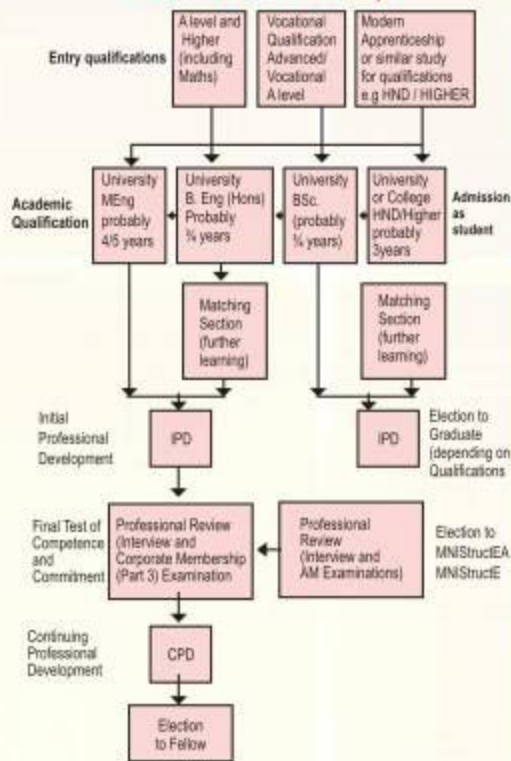 Entry qualifications
A level and
Higher
(including
Maths)
Vocational
Qualification
Advanced/
Vocational
A level
Modern
Apprenticeship
or similar study
for qualifications
e.g HND / HIGHER
Academic
Qualification
University
MEng
probably
4/5 years
University
B. Eng (Hons)
Probably
¾ years
University
BSc.
(probably
¾ years)
University
or College
HND/Higher
probably
3years
Admission
as
student
Matching
Section
(further
learning)
Matching
Section
(further
learning)
Initial
Professional
Development
IPD
IPD
Election to
Graduate
(depending on
Qualifications
Final Test of
Competence
and
Commitment
Professional Review
(Interview and
Corporate Membership
(Part 3) Examination
Professional
Review
(Interview and
AM Examinations)
Election to
MNIStructEA
MNIStructE
Continuing
Professional
Development
CPD
Election
to Fellow